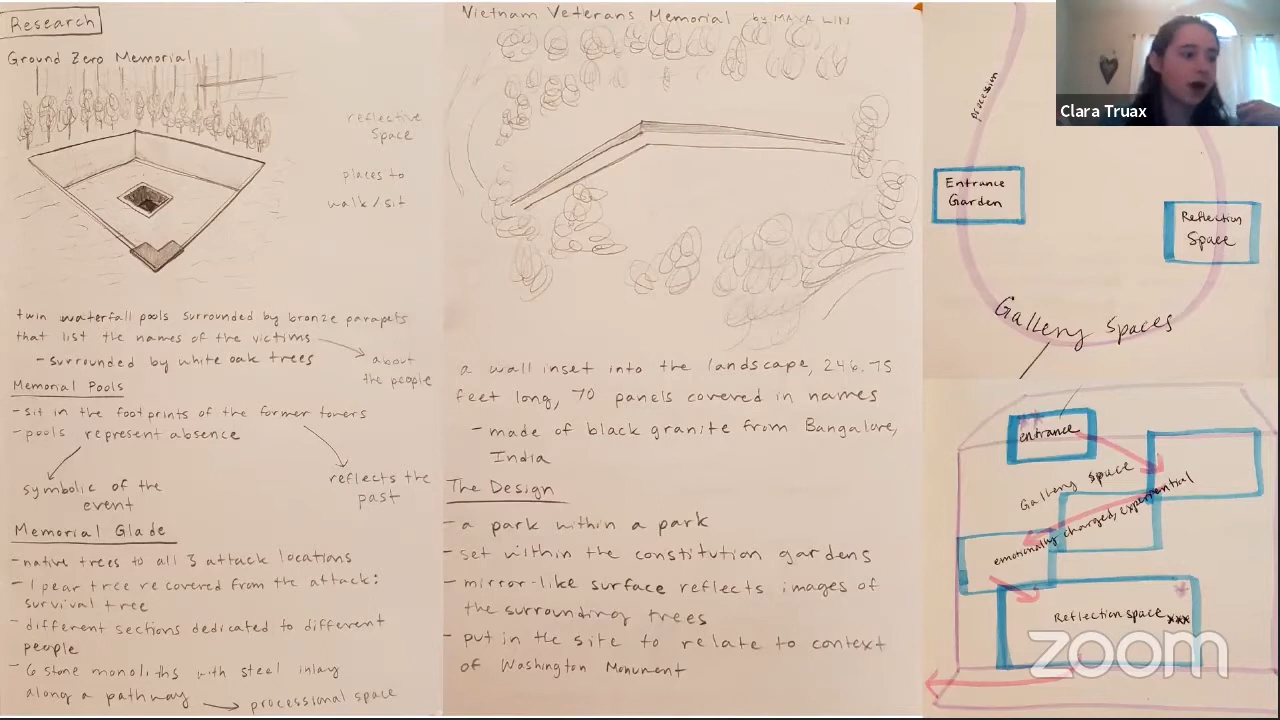 Research
Ground Zero Memorial
reflective
space
places to
walk/sit
twin waterfall pools surrounded by bronze parapets
that list the names of the victims
- surrounded by white oak trees
about
the people
Memorial Pools
- sit in the footprints of the former towers
- pools represent absence
symbolic of the
event
reflects the
past
Memorial Glade
- native trees to all 3 attack locations
- 1 pear tree recovered from the attack:
survival tree
- different sections dedicated to different
people
- 6 stone monoliths with steel inlay
along a pathway
processional space
Vietnam Veterans Memorial by MAYA LIN
a wall inset into the landscape, 246.75
feet long, 70 panels covered in names
- made of black granite from Bangalore,
India
The Design
- a park within a park
- set within the constitution gardens
- mirror-like surface reflects images of
the surrounding trees
- put in the site to relate to context
of Washington Monument
procession
Entrance
Garden
Reflection
Space
Gallery Spaces
entrance
Gallery space
emotionally charged, experiential
Reflection space ***
Clara Truax
zoom